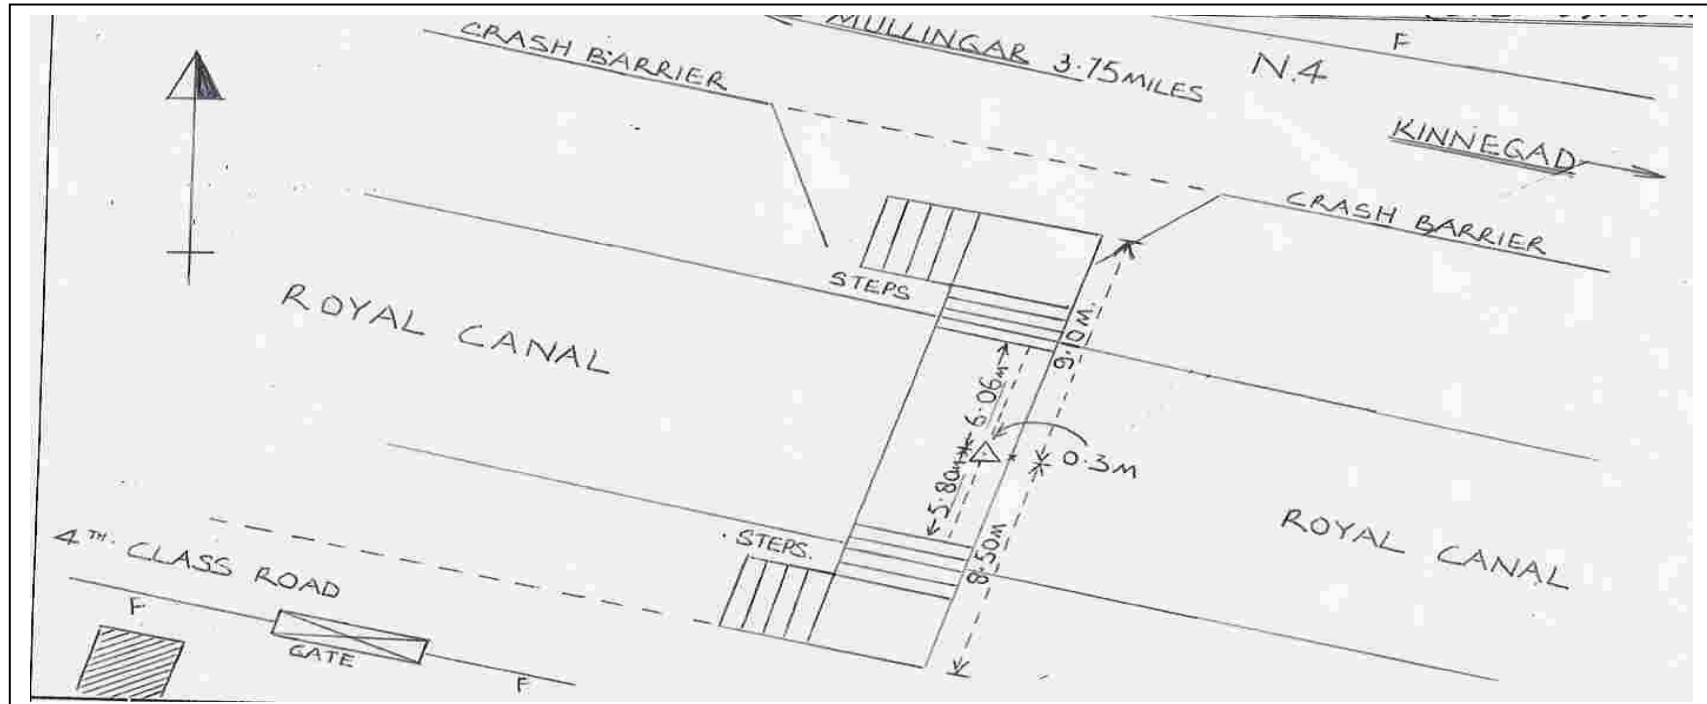 CRASH BARRIER
MULLINGAR 3.75 MILES
F
N.4
KINNEGAD
CRASH BARRIER
STEPS
ROYAL CANAL
9.10M.
6.06M
0.3M
5.80M
8.50M
ROYAL CANAL
STEPS.
4TH. CLASS ROAD
F
GATE
F